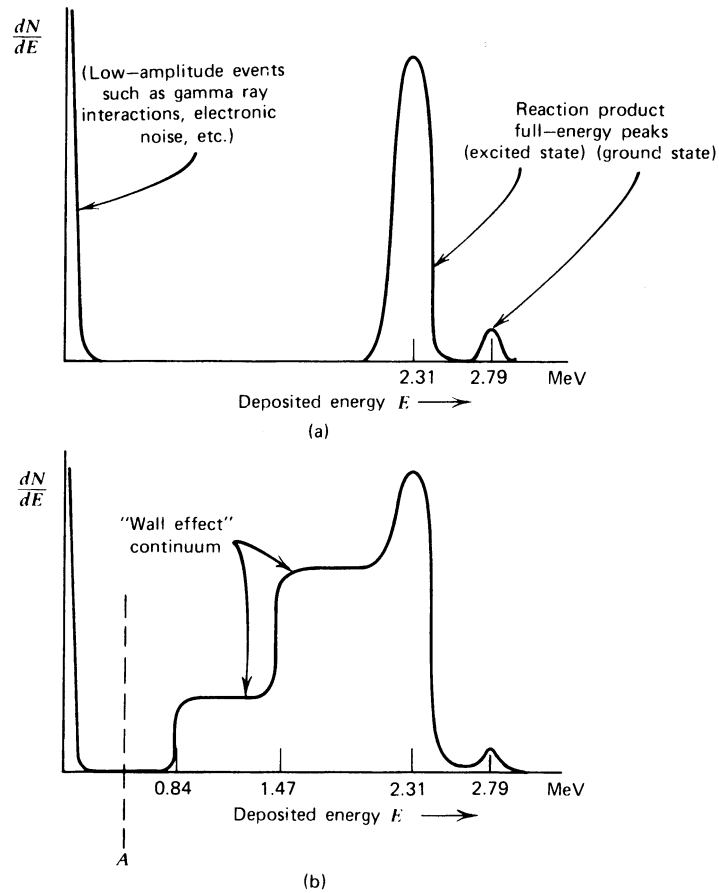 dN
dE
(Low–amplitude events
such as gamma ray
interactions, electronic
noise, etc.)
Reaction product
full–energy peaks
(excited state) (ground state)
2.31 2.79 MeV
Deposited energy E
(a)
dN
dE
"Wall effect"
continuum
0.84 1.47 2.31 2.79 MeV
Deposited energy E
A
(b)